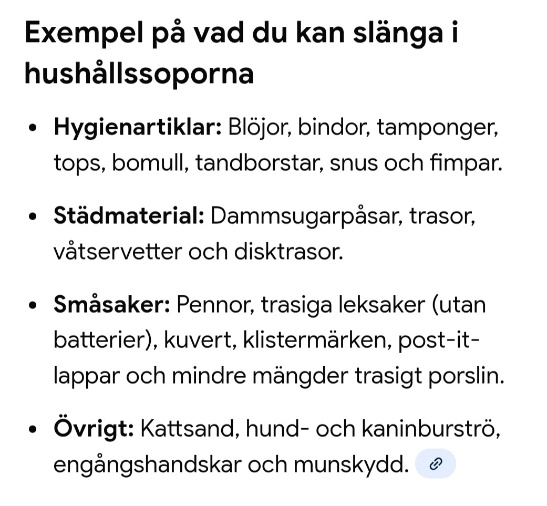 Exempel på vad du kan slänga i
hushållssoporna
• Hygienartiklar: Blöjor, bindor, tamponger,
tops, bomull, tandborstar, snus och fimpar.
• Städmaterial: Dammsugarpåsar, trasor,
våtservetter och disktrasor.
• Småsaker: Pennor, trasiga leksaker (utan
batterier), kuvert, klistermärken, post-it-
lappar och mindre mängder trasigt porslin.
• Övrigt: Kattsand, hund- och kaninburströ,
engångshandskar och munskydd.